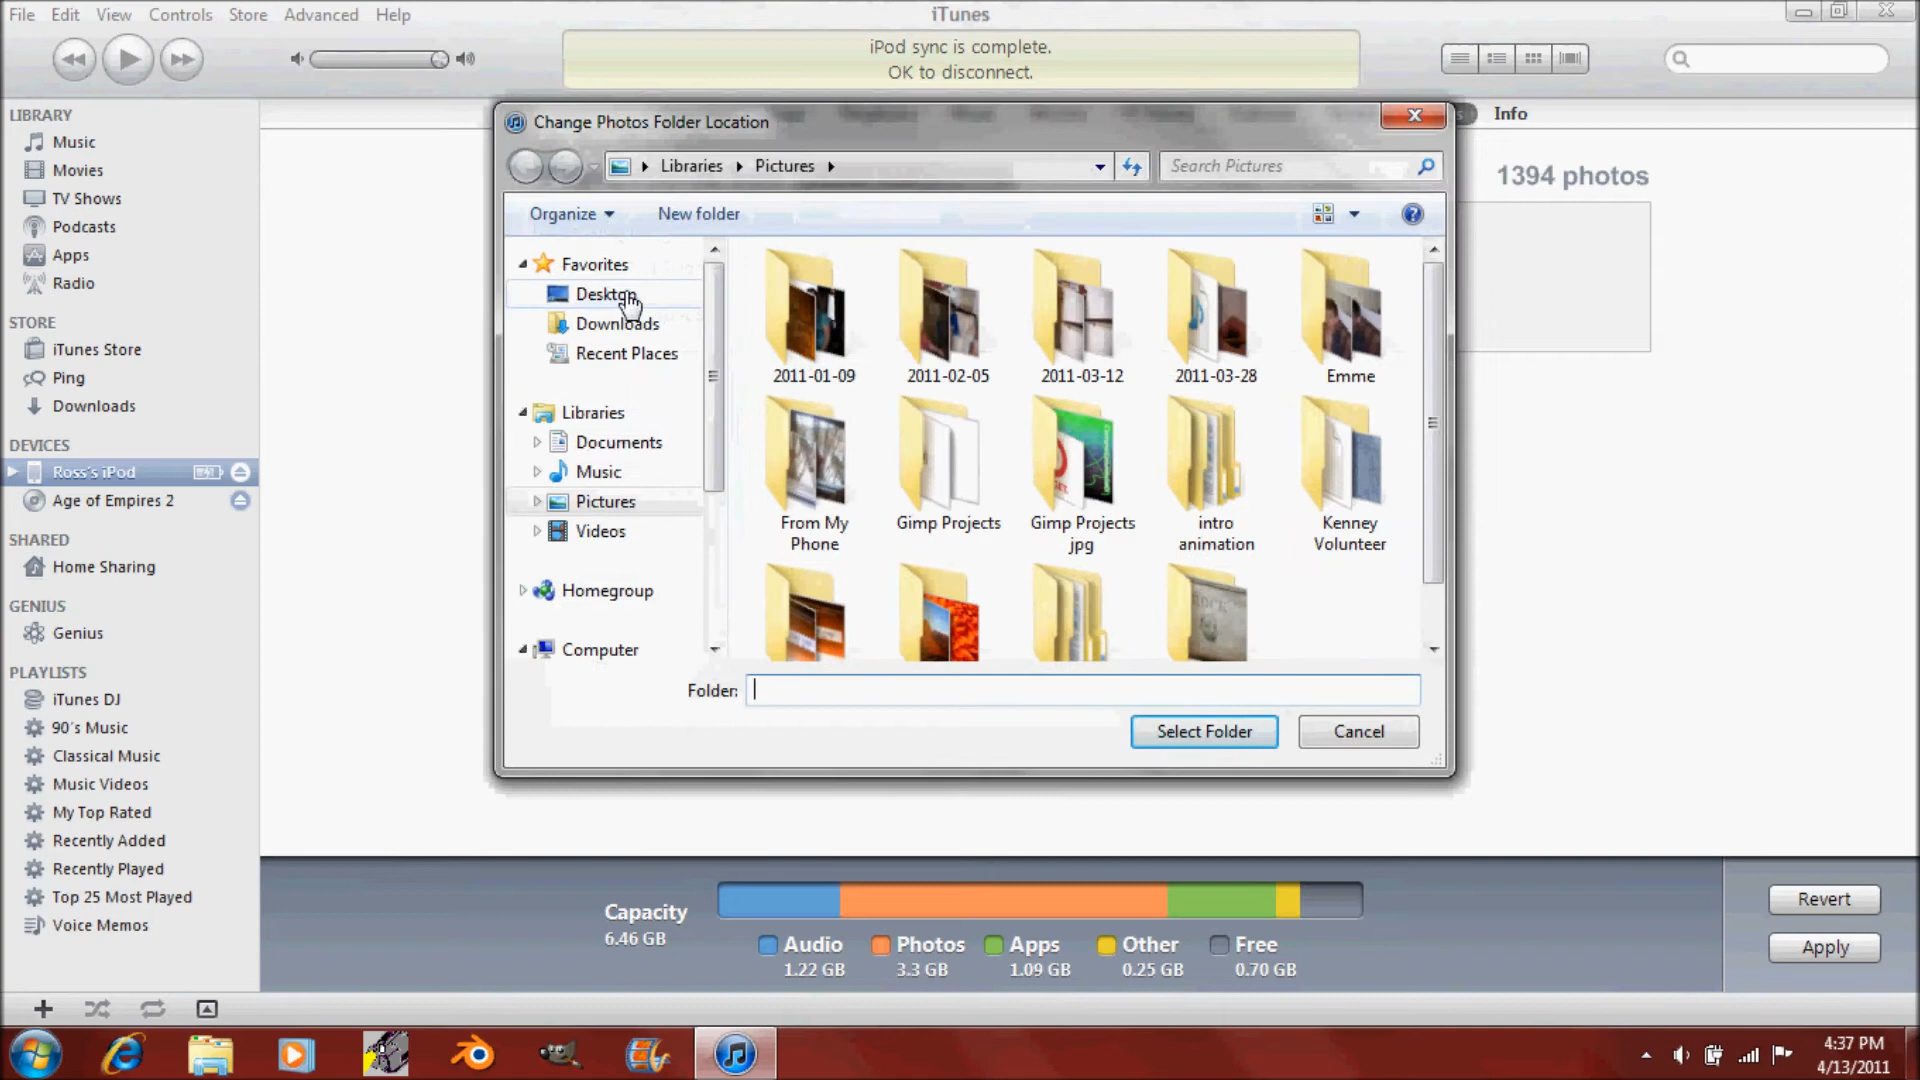 File Edit View Controls Store Advanced Help
iTunes
iPod sync is complete.
OK to disconnect.
LIBRARY
Music
Movies
TV Shows
Podcasts
Apps
Radio
STORE
iTunes Store
Ping
Downloads
DEVICES
Ross's iPod
Age of Empires 2
SHARED
Home Sharing
GENIUS
Genius
PLAYLISTS
iTunes DJ
90's Music
Classical Music
Music Videos
My Top Rated
Recently Added
Recently Played
Top 25 Most Played
Voice Memos
Info
1394 photos
Change Photos Folder Location
Libraries Pictures
Search Pictures
Organize New folder
Favorites
Desktop
Downloads
Recent Places
Libraries
Documents
Music
Pictures
Videos
Homegroup
Computer
2011-01-09 2011-02-05 2011-03-12 2011-03-28 Emme
From My Phone
Gimp Projects
Gimp Projects jpg
intro animation
Kenney Volunteer
Folder:
Select Folder Cancel
Capacity
6.46 GB
Audio Photos Apps Other Free
1.22 GB 3.3 GB 1.09 GB 0.25 GB 0.70 GB
Revert
Apply
4:37 PM
4/13/2011